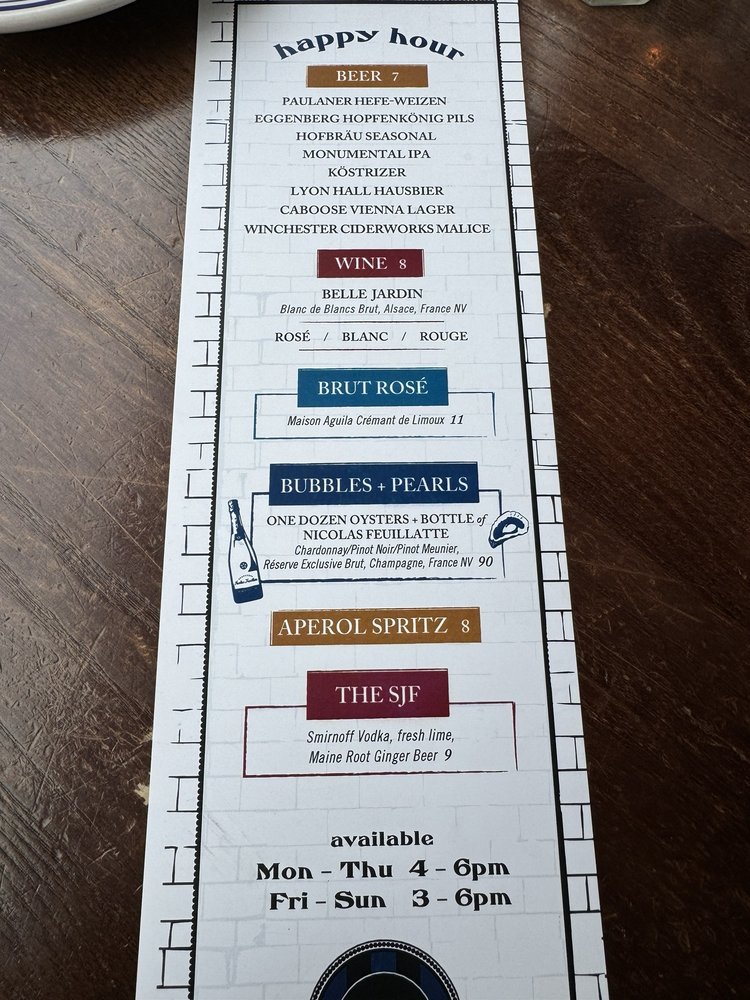 happy hour
BEER 7
PAULANER HEFE-WEIZEN
EGGENBERG HOPFENKÖNIG PILS
HOFBRÄU SEASONAL
MONUMENTAL IPA
KÖSTRIZER
LYON HALL HAUSBIER
CABOOSE VIENNA LAGER
WINCHESTER CIDERWORKS MALICE
WINE 8
BELLE JARDIN
Blanc de Blancs Brut, Alsace, France NV
ROSÉ / BLANC / ROUGE
BRUT ROSÉ
Maison Aguila Crémant de Limoux 11
BUBBLES + PEARLS
ONE DOZEN OYSTERS + BOTTLE of
NICOLAS FEUILLATTE
Chardonnay/Pinot Noir/Pinot Meunier,
Réserve Exclusive Brut, Champagne, France NV 90
APEROL SPRITZ 8
THE SJF
Smirnoff Vodka, fresh lime,
Maine Root Ginger Beer 9
available
Mon - Thu 4 - 6pm
Fri - Sun 3 - 6pm